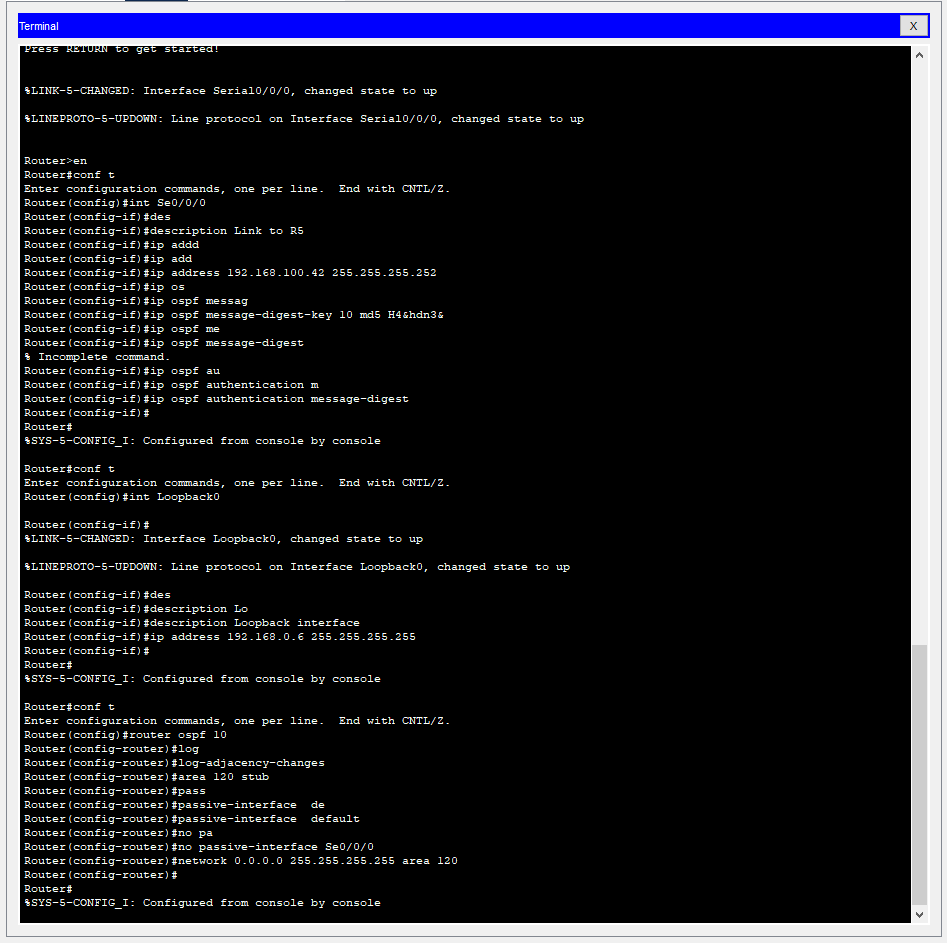 Terminal
X
Press RETURN to get started!
%LINK-5-CHANGED: Interface Serial0/0/0, changed state to up
%LINEPROTO-5-UPDOWN: Line protocol on Interface Serial0/0/0, changed state to up
Router>en
Router#conf t
Enter configuration commands, one per line.  End with CNTL/Z.
Router(config)#int Se0/0/0
Router(config-if)#des
Router(config-if)#description Link to R5
Router(config-if)#ip addd
Router(config-if)#ip add
Router(config-if)#ip address 192.168.100.42 255.255.255.252
Router(config-if)#ip os
Router(config-if)#ip ospf messag
Router(config-if)#ip ospf message-digest-key 10 md5 H4&hdn3&
Router(config-if)#ip ospf me
Router(config-if)#ip ospf message-digest
% Incomplete command.
Router(config-if)#ip ospf au
Router(config-if)#ip ospf authentication m
Router(config-if)#ip ospf authentication message-digest
Router(config-if)#
Router#
%SYS-5-CONFIG_I: Configured from console by console
Router#conf t
Enter configuration commands, one per line.  End with CNTL/Z.
Router(config)#int Loopback0
Router(config-if)#
%LINK-5-CHANGED: Interface Loopback0, changed state to up
%LINEPROTO-5-UPDOWN: Line protocol on Interface Loopback0, changed state to up
Router(config-if)#des
Router(config-if)#description Lo
Router(config-if)#description Loopback interface
Router(config-if)#ip address 192.168.0.6 255.255.255.255
Router(config-if)#
Router#
%SYS-5-CONFIG_I: Configured from console by console
Router#conf t
Enter configuration commands, one per line.  End with CNTL/Z.
Router(config)#router ospf 10
Router(config-router)#log
Router(config-router)#log-adjacency-changes
Router(config-router)#area 120 stub
Router(config-router)#pass
Router(config-router)#passive-interface  de
Router(config-router)#passive-interface  default
Router(config-router)#no pa
Router(config-router)#no passive-interface Se0/0/0
Router(config-router)#network 0.0.0.0 255.255.255.255 area 120
Router(config-router)#
Router#
%SYS-5-CONFIG_I: Configured from console by console